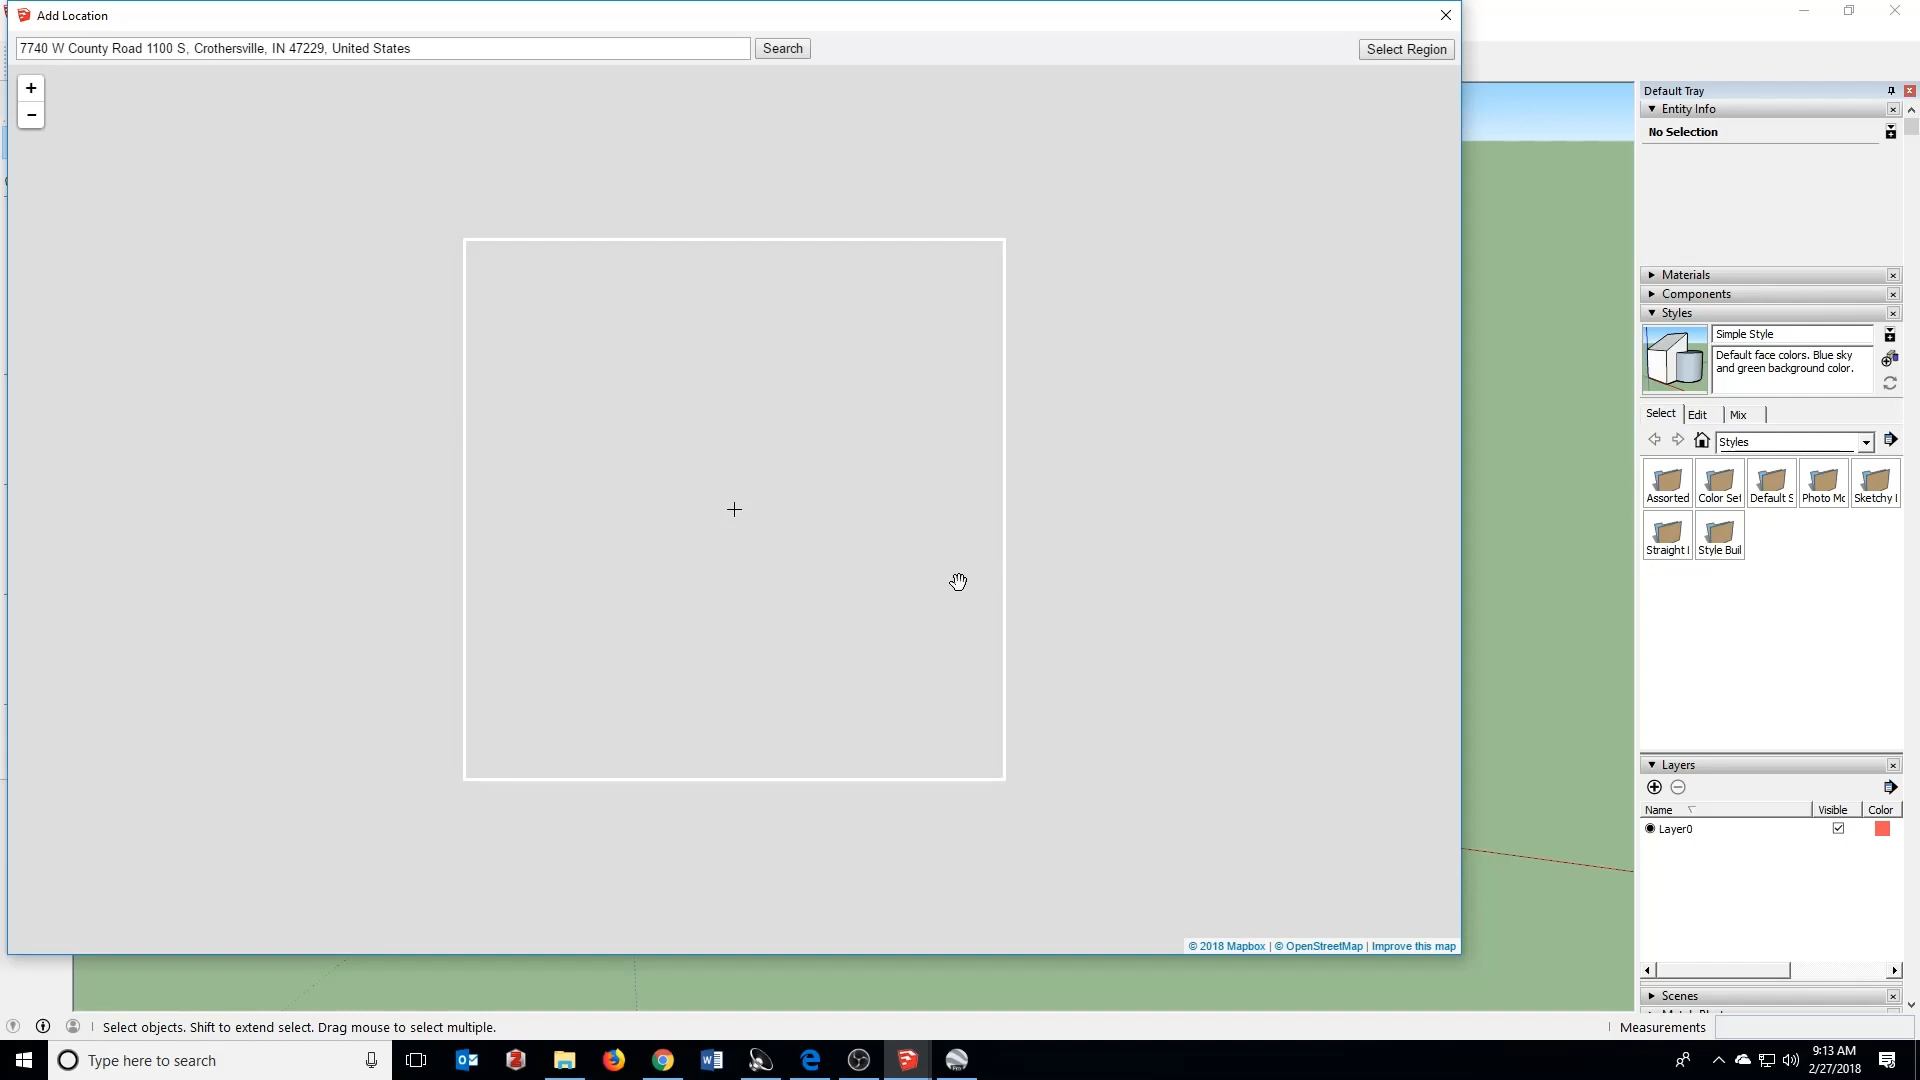 Add Location
7740 W County Road 1100 S, Crothersville, IN 47229, United States
Search
Select Region
+
−
© 2018 Mapbox | © OpenStreetMap | Improve this map
Default Tray
Entity Info
No Selection
Materials
Components
Styles
Simple Style
Default face colors. Blue sky
and green background color.
Select Edit Mix
Styles
Assorted Color Set Default S Photo Mc Sketchy I
Straight I Style Buil
Layers
Name Visible Color
Layer0
Scenes
Select objects. Shift to extend select. Drag mouse to select multiple.
Measurements
Type here to search
9:13 AM
2/27/2018